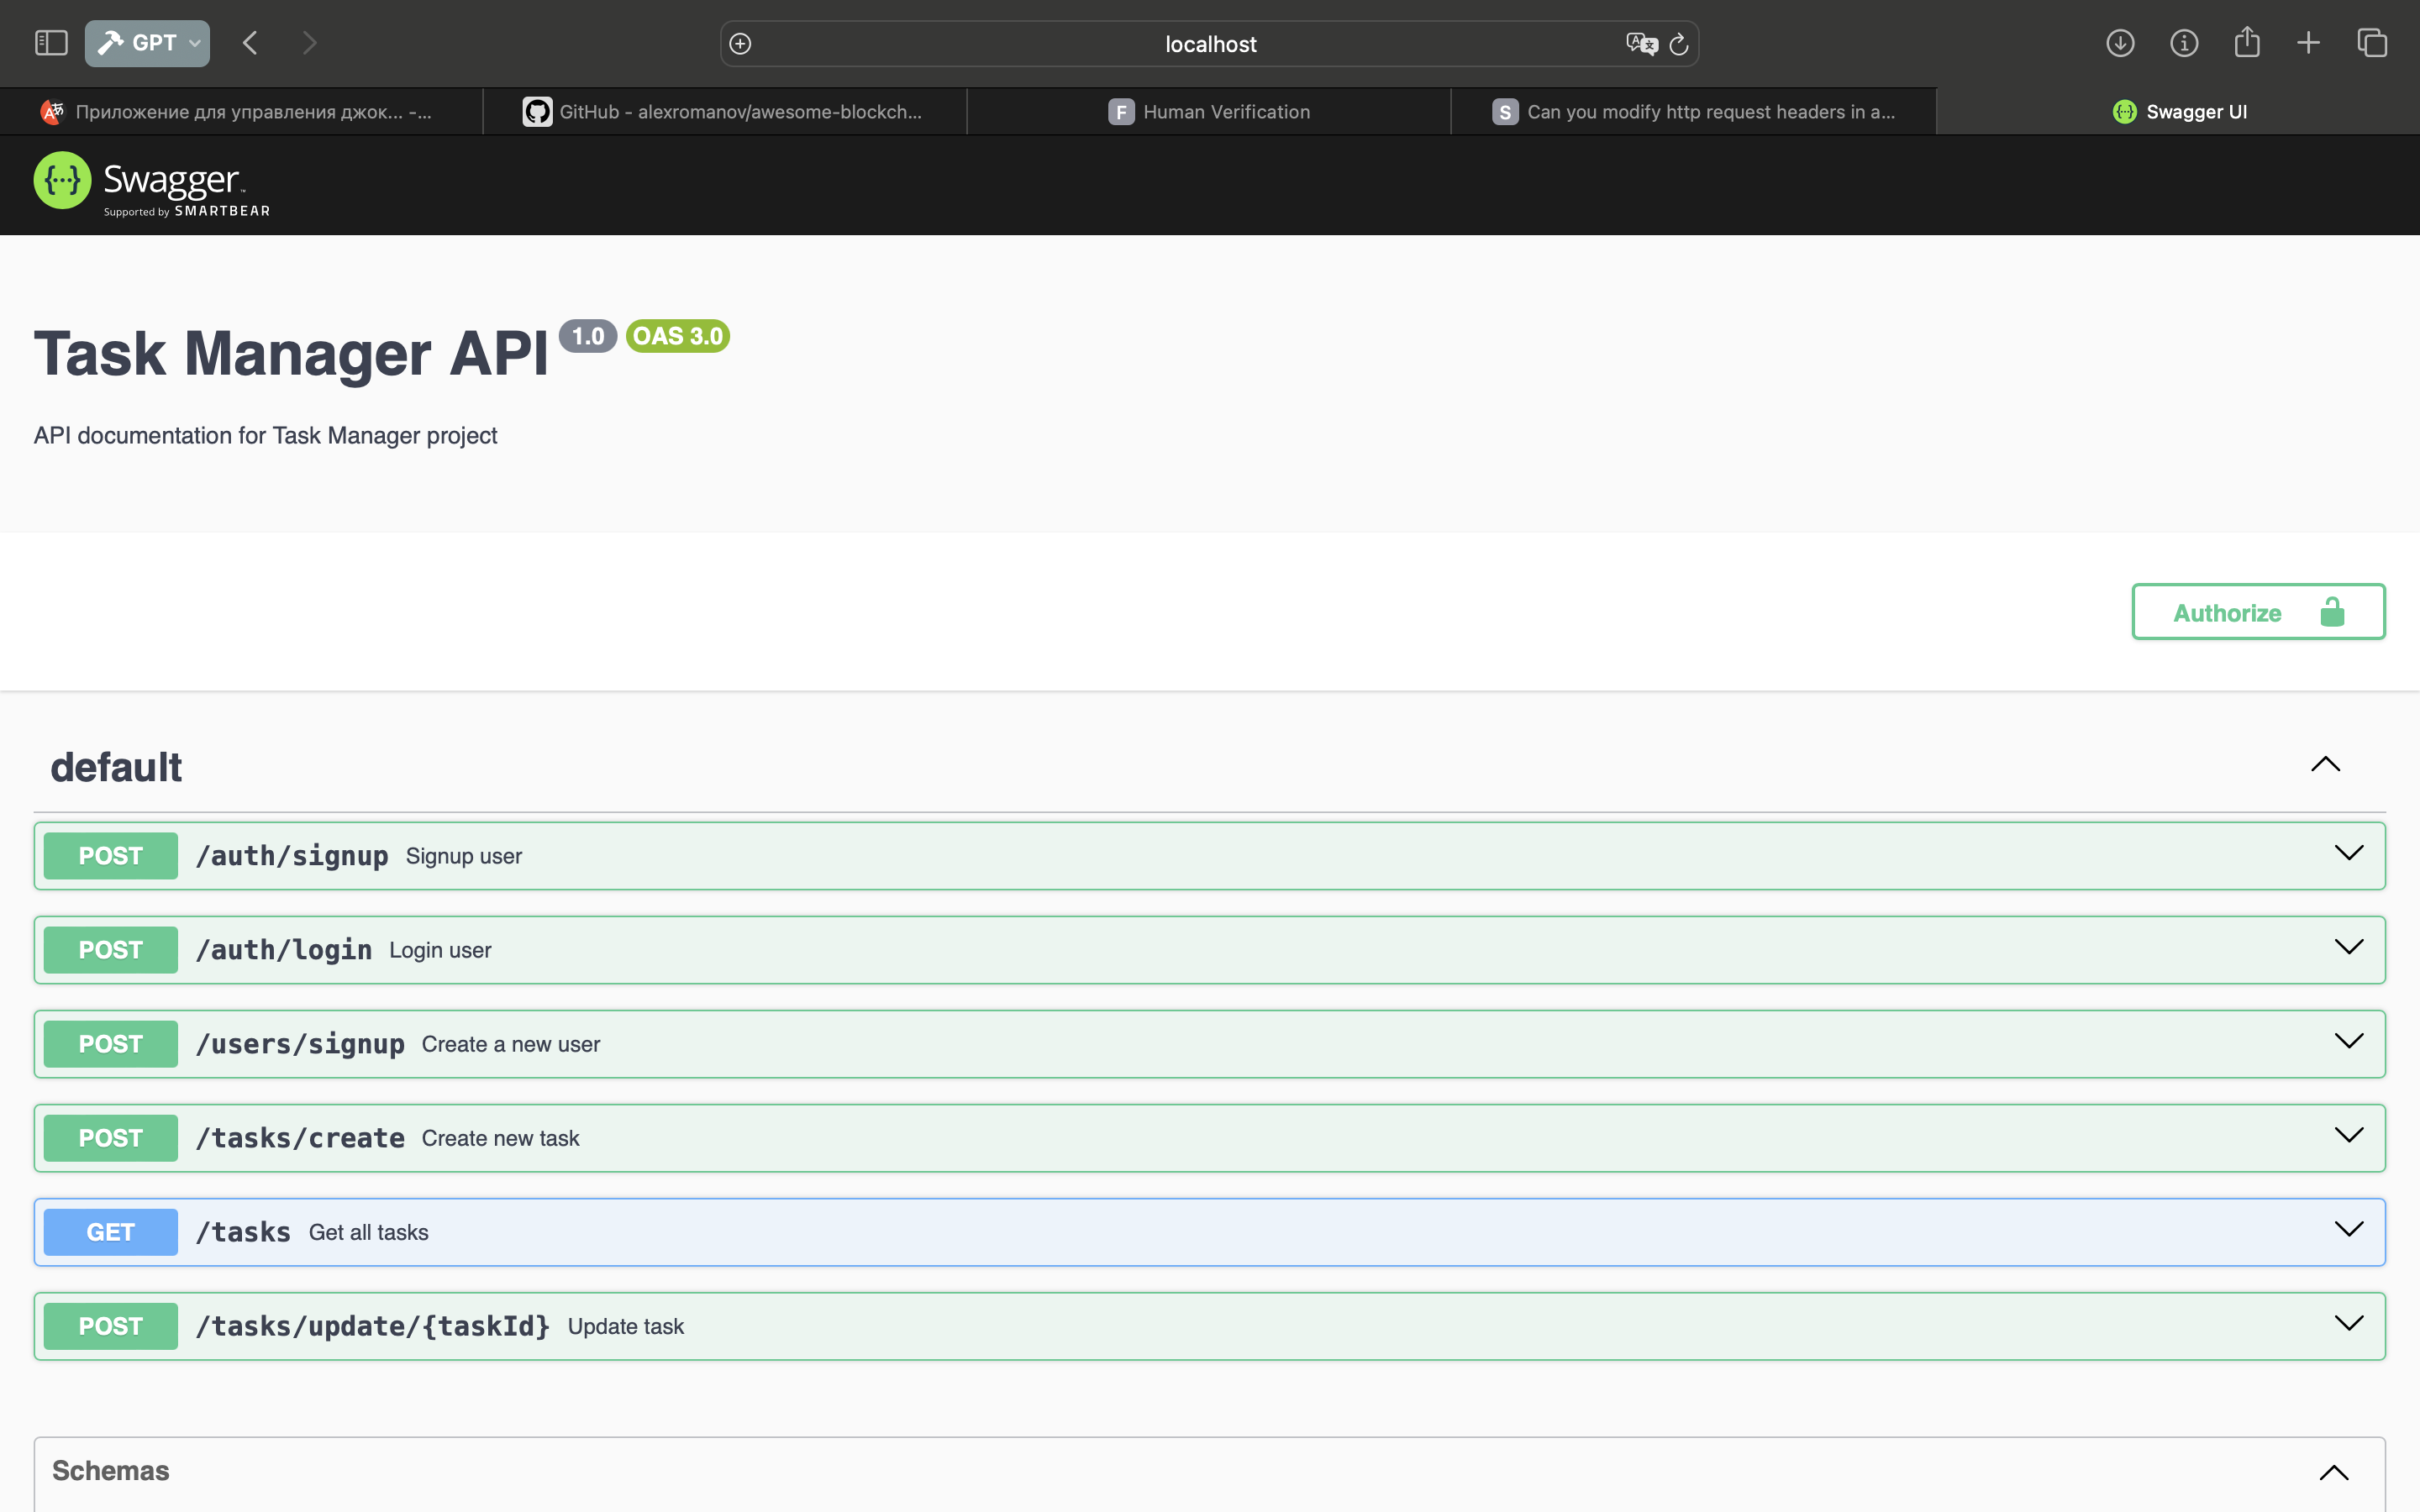 GPT
localhost
Приложение для управления джок... -...
GitHub - alexromanov/awesome-blockch...
F Human Verification
S Can you modify http request headers in a...
{···} Swagger UI
{···} Swagger™
Supported by SMARTBEAR
Task Manager API 1.0 OAS 3.0
API documentation for Task Manager project
Authorize
default
POST /auth/signup Signup user
POST /auth/login Login user
POST /users/signup Create a new user
POST /tasks/create Create new task
GET /tasks Get all tasks
POST /tasks/update/{taskId} Update task
Schemas